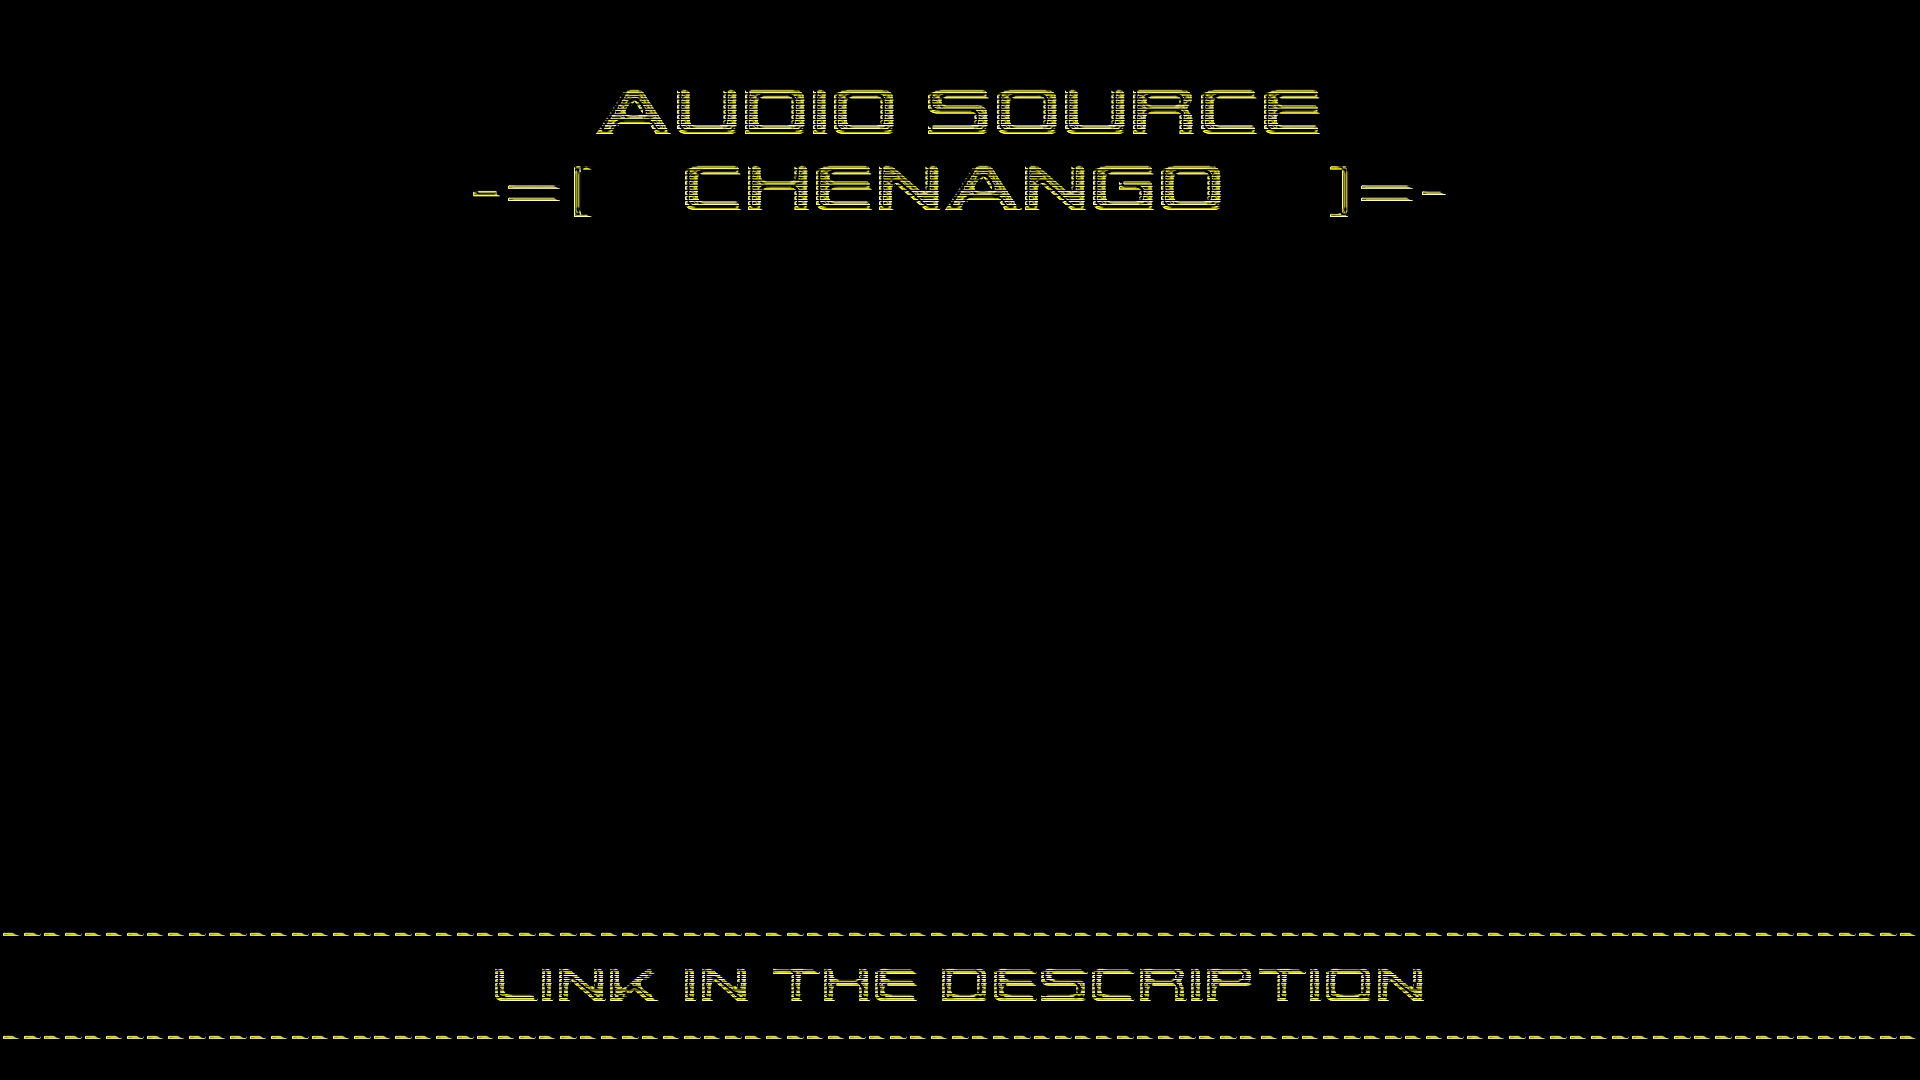 AUDIO SOURCE
-=[ CHENANGO ]=-
LINK IN THE DESCRIPTION